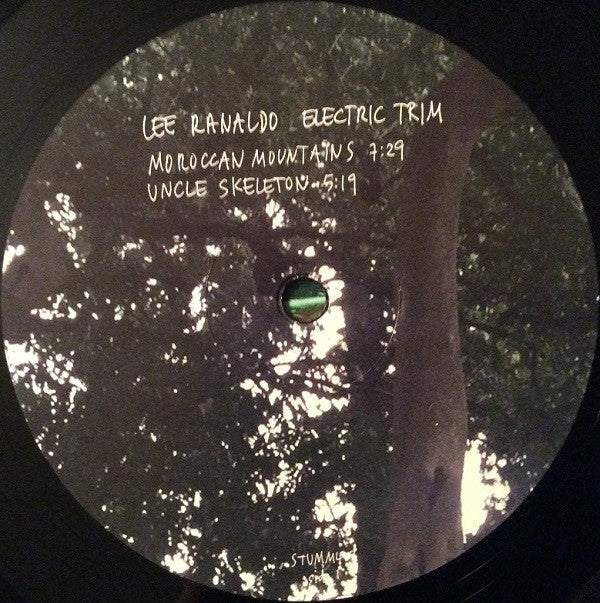 LEE RANALDO ELECTRIC TRIM
MOROCCAN MOUNTAINS 7:29
UNCLE SKELETON 5:19